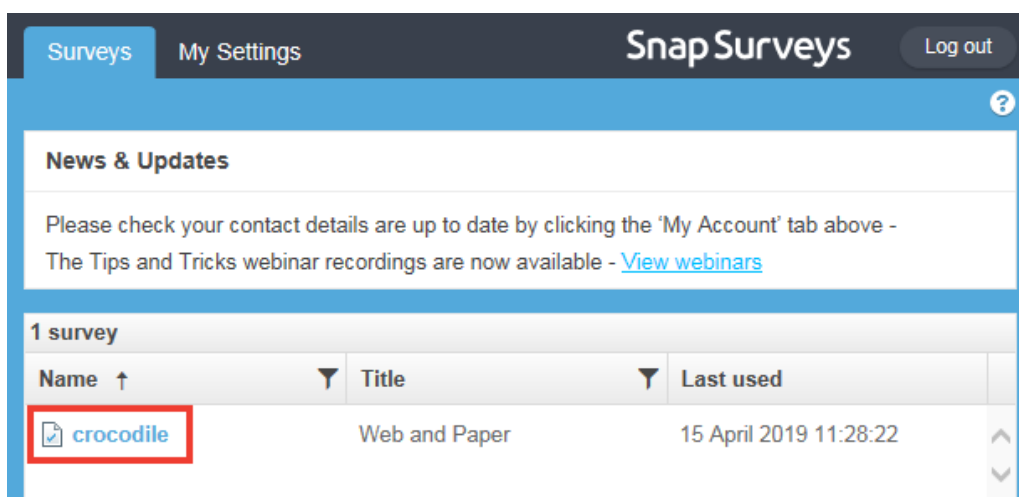 Surveys My Settings Snap Surveys Log out
?
News & Updates
Please check your contact details are up to date by clicking the ‘My Account’ tab above -
The Tips and Tricks webinar recordings are now available - View webinars
1 survey
Name ↑ Title Last used
crocodile Web and Paper 15 April 2019 11:28:22